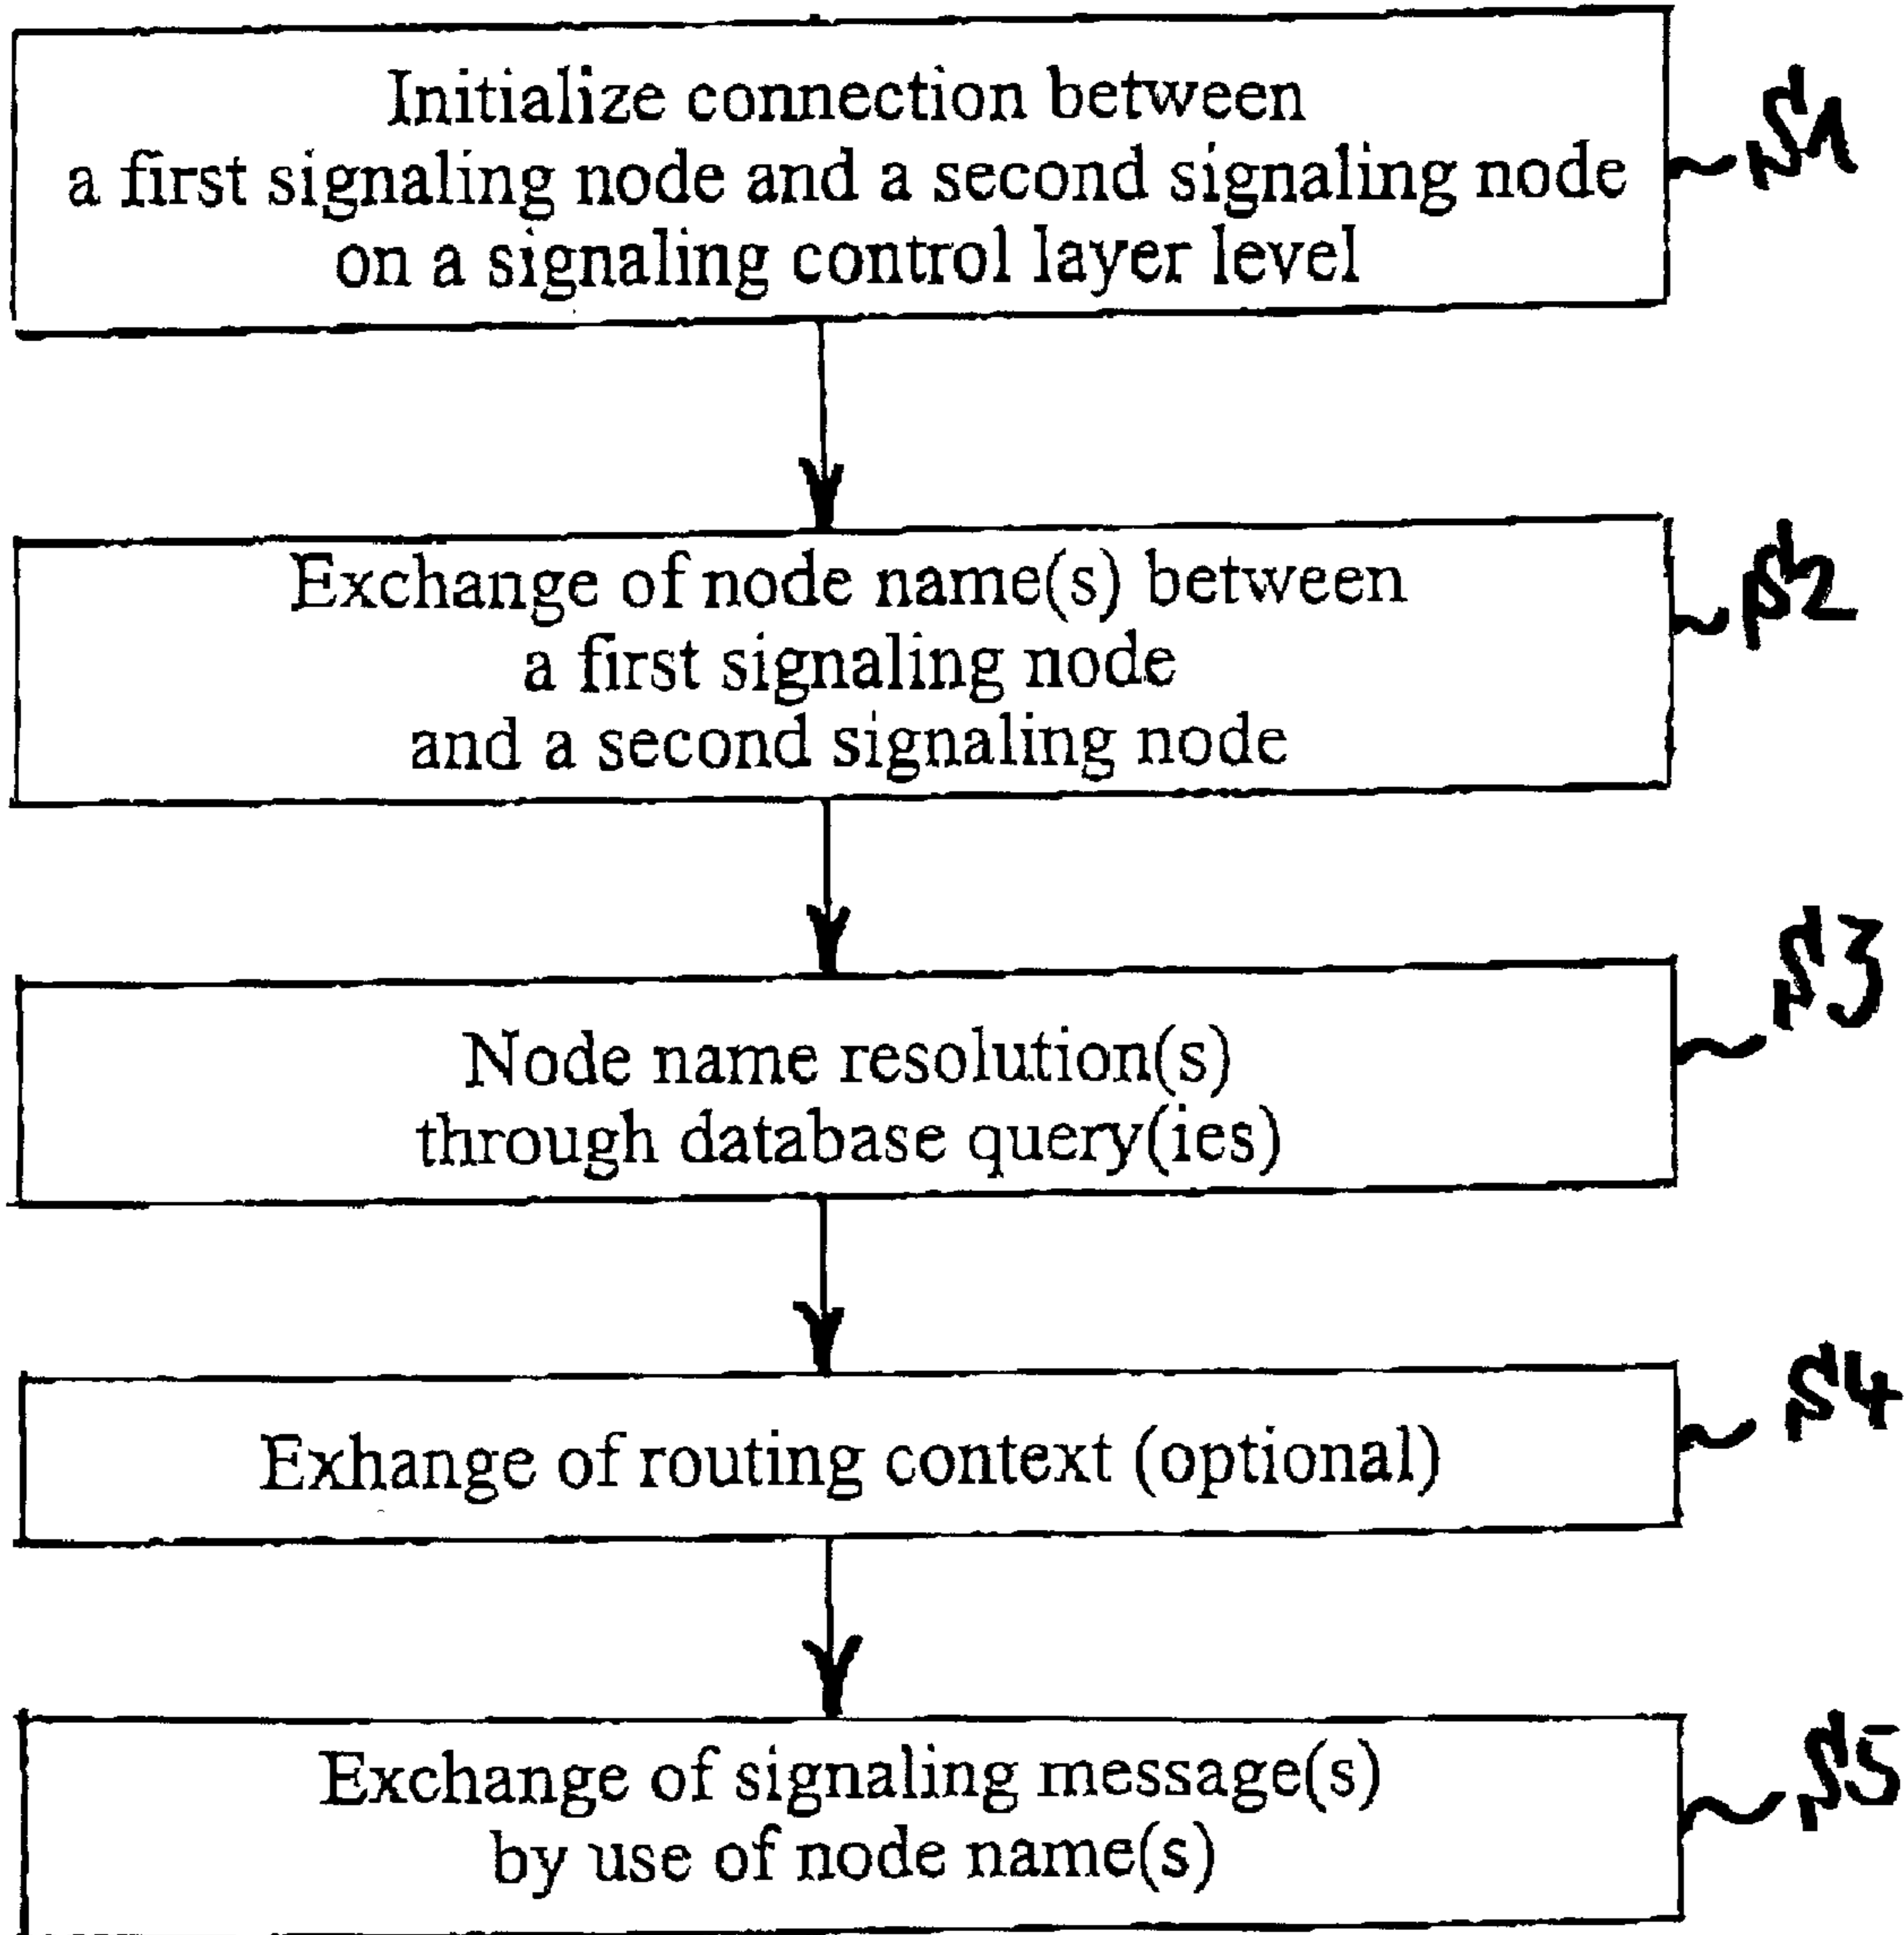 Initialize connection between
a first signaling node and a second signaling node
on a signaling control layer level
S1
Exchange of node name(s) between
a first signaling node
and a second signaling node
S2
Node name resolution(s)
through database query(ies)
S3
Exhange of routing context (optional)
S4
Exchange of signaling message(s)
by use of node name(s)
S5